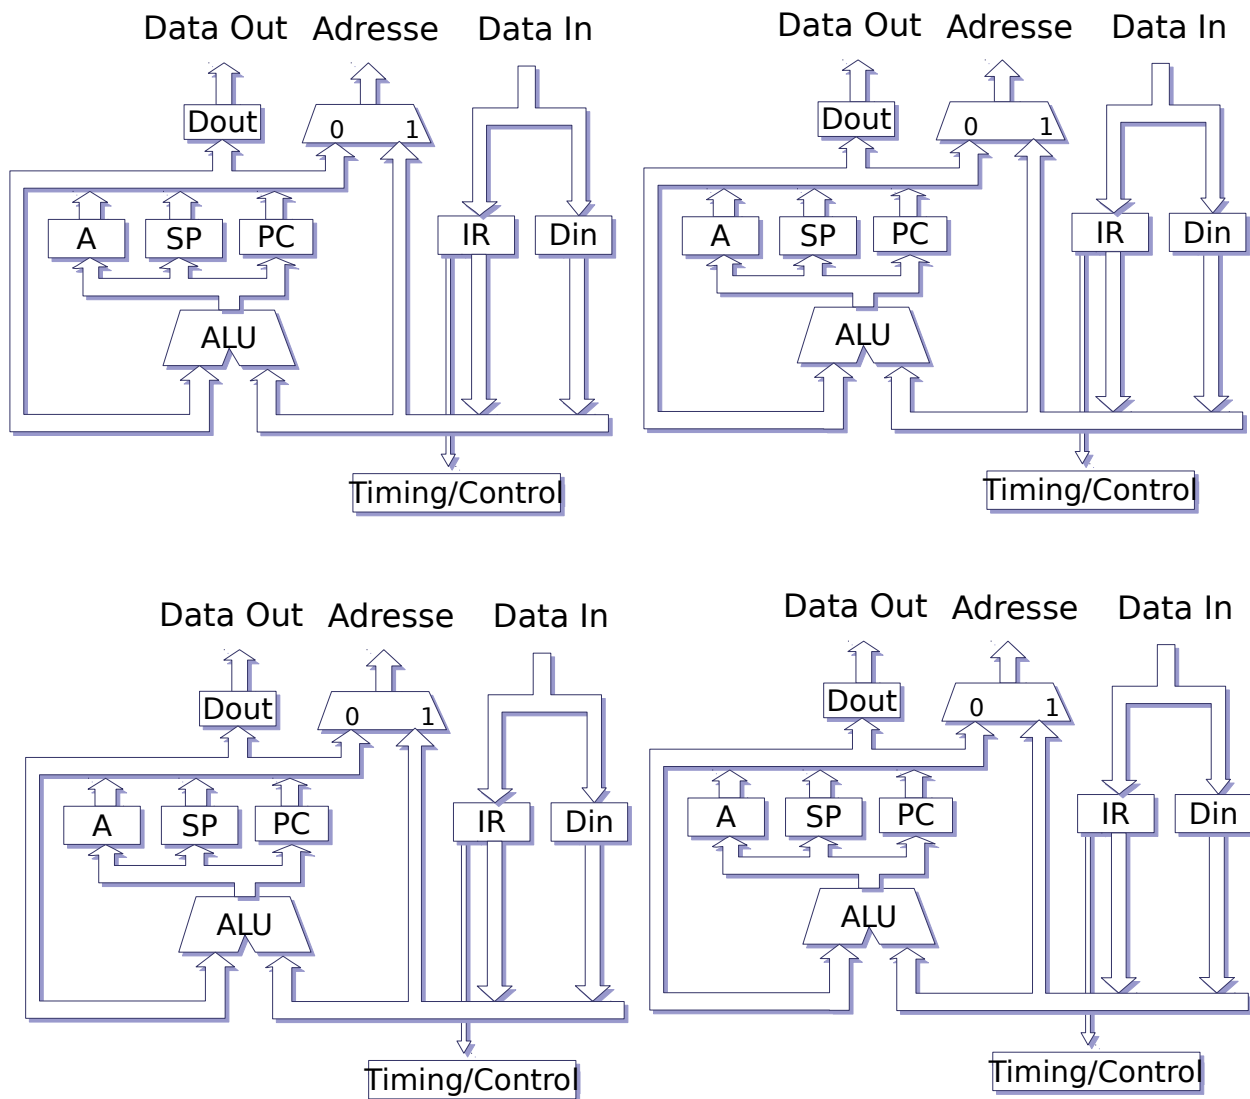 Data Out Adresse Data In
Dout 0 1
A SP PC IR Din
ALU
Timing/Control
Data Out Adresse Data In
Dout 0 1
A SP PC IR Din
ALU
Timing/Control
Data Out Adresse Data In
Dout 0 1
A SP PC IR Din
ALU
Timing/Control
Data Out Adresse Data In
Dout 0 1
A SP PC IR Din
ALU
Timing/Control